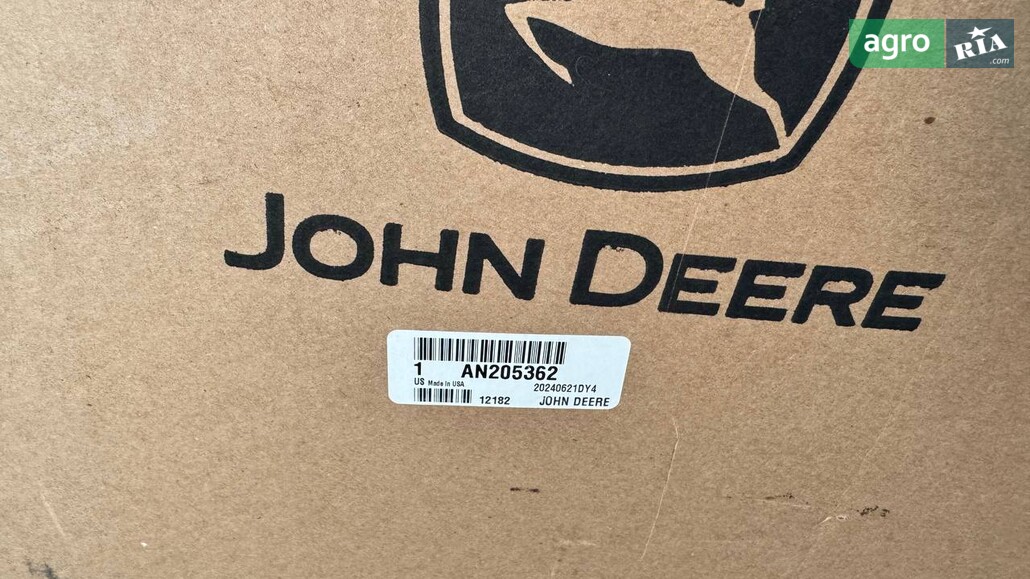 agro
RIA
.com
JOHN DEERE
1 AN205362
US Made In USA
20240621DY4
12182 JOHN DEERE